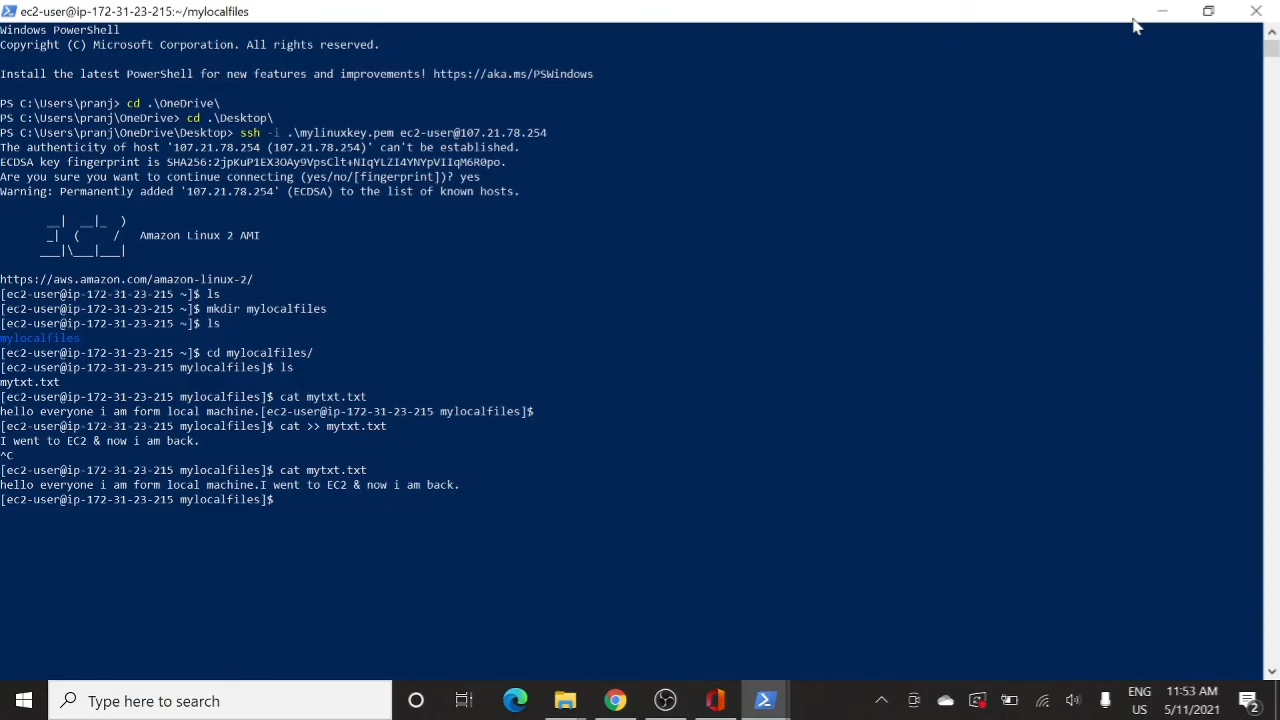 ec2-user@ip-172-31-23-215:~/mylocalfiles
Windows PowerShell
Copyright (C) Microsoft Corporation. All rights reserved.
Install the latest PowerShell for new features and improvements! https://aka.ms/PSWindows
PS C:\Users\pranj> cd .\OneDrive\
PS C:\Users\pranj\OneDrive> cd .\Desktop\
PS C:\Users\pranj\OneDrive\Desktop> ssh -i .\mylinuxkey.pem ec2-user@107.21.78.254
The authenticity of host '107.21.78.254 (107.21.78.254)' can't be established.
ECDSA key fingerprint is SHA256:2jpKuP1EX3OAy9VpsClt+NIqYLZI4YNYpVIIqM6R0po.
Are you sure you want to continue connecting (yes/no/[fingerprint])? yes
Warning: Permanently added '107.21.78.254' (ECDSA) to the list of known hosts.
__|  __|_  )
_|  (     /   Amazon Linux 2 AMI
___|\___|___|
https://aws.amazon.com/amazon-linux-2/
[ec2-user@ip-172-31-23-215 ~]$ ls
[ec2-user@ip-172-31-23-215 ~]$ mkdir mylocalfiles
[ec2-user@ip-172-31-23-215 ~]$ ls
mylocalfiles
[ec2-user@ip-172-31-23-215 ~]$ cd mylocalfiles/
[ec2-user@ip-172-31-23-215 mylocalfiles]$ ls
mytxt.txt
[ec2-user@ip-172-31-23-215 mylocalfiles]$ cat mytxt.txt
hello everyone i am form local machine.[ec2-user@ip-172-31-23-215 mylocalfiles]$
[ec2-user@ip-172-31-23-215 mylocalfiles]$ cat >> mytxt.txt
I went to EC2 & now i am back.
^C
[ec2-user@ip-172-31-23-215 mylocalfiles]$ cat mytxt.txt
hello everyone i am form local machine.I went to EC2 & now i am back.
[ec2-user@ip-172-31-23-215 mylocalfiles]$
Type here to search
ENG
US
11:53 AM
5/11/2021
2